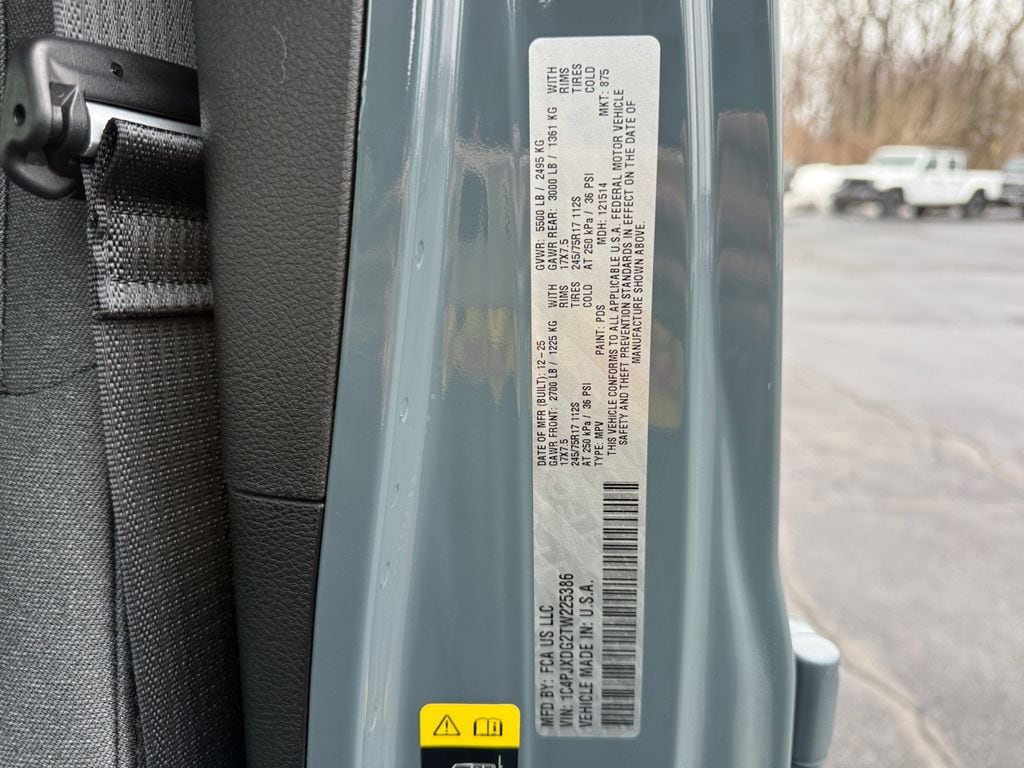 MFD BY: FCA US LLC
VIN: 1C4PJXDG2TW225386
VEHICLE MADE IN: U.S.A.
DATE OF MFR (BUILT): 12-25 GVWR: 5500 LB / 2495 KG
GAWR FRONT: 2700 LB / 1225 KG WITH GAWR REAR: 3000 LB / 1361 KG WITH
17X7.5 RIMS 17X7.5 RIMS
245/75R17 112S TIRES 245/75R17 112S TIRES
AT 250 kPa / 36 PSI COLD AT 250 kPa / 36 PSI COLD
TYPE: MPV PAINT: PDS MDH: 121514 MKT: 875
THIS VEHICLE CONFORMS TO ALL APPLICABLE U.S.A. FEDERAL MOTOR VEHICLE
SAFETY AND THEFT PREVENTION STANDARDS IN EFFECT ON THE DATE OF
MANUFACTURE SHOWN ABOVE.